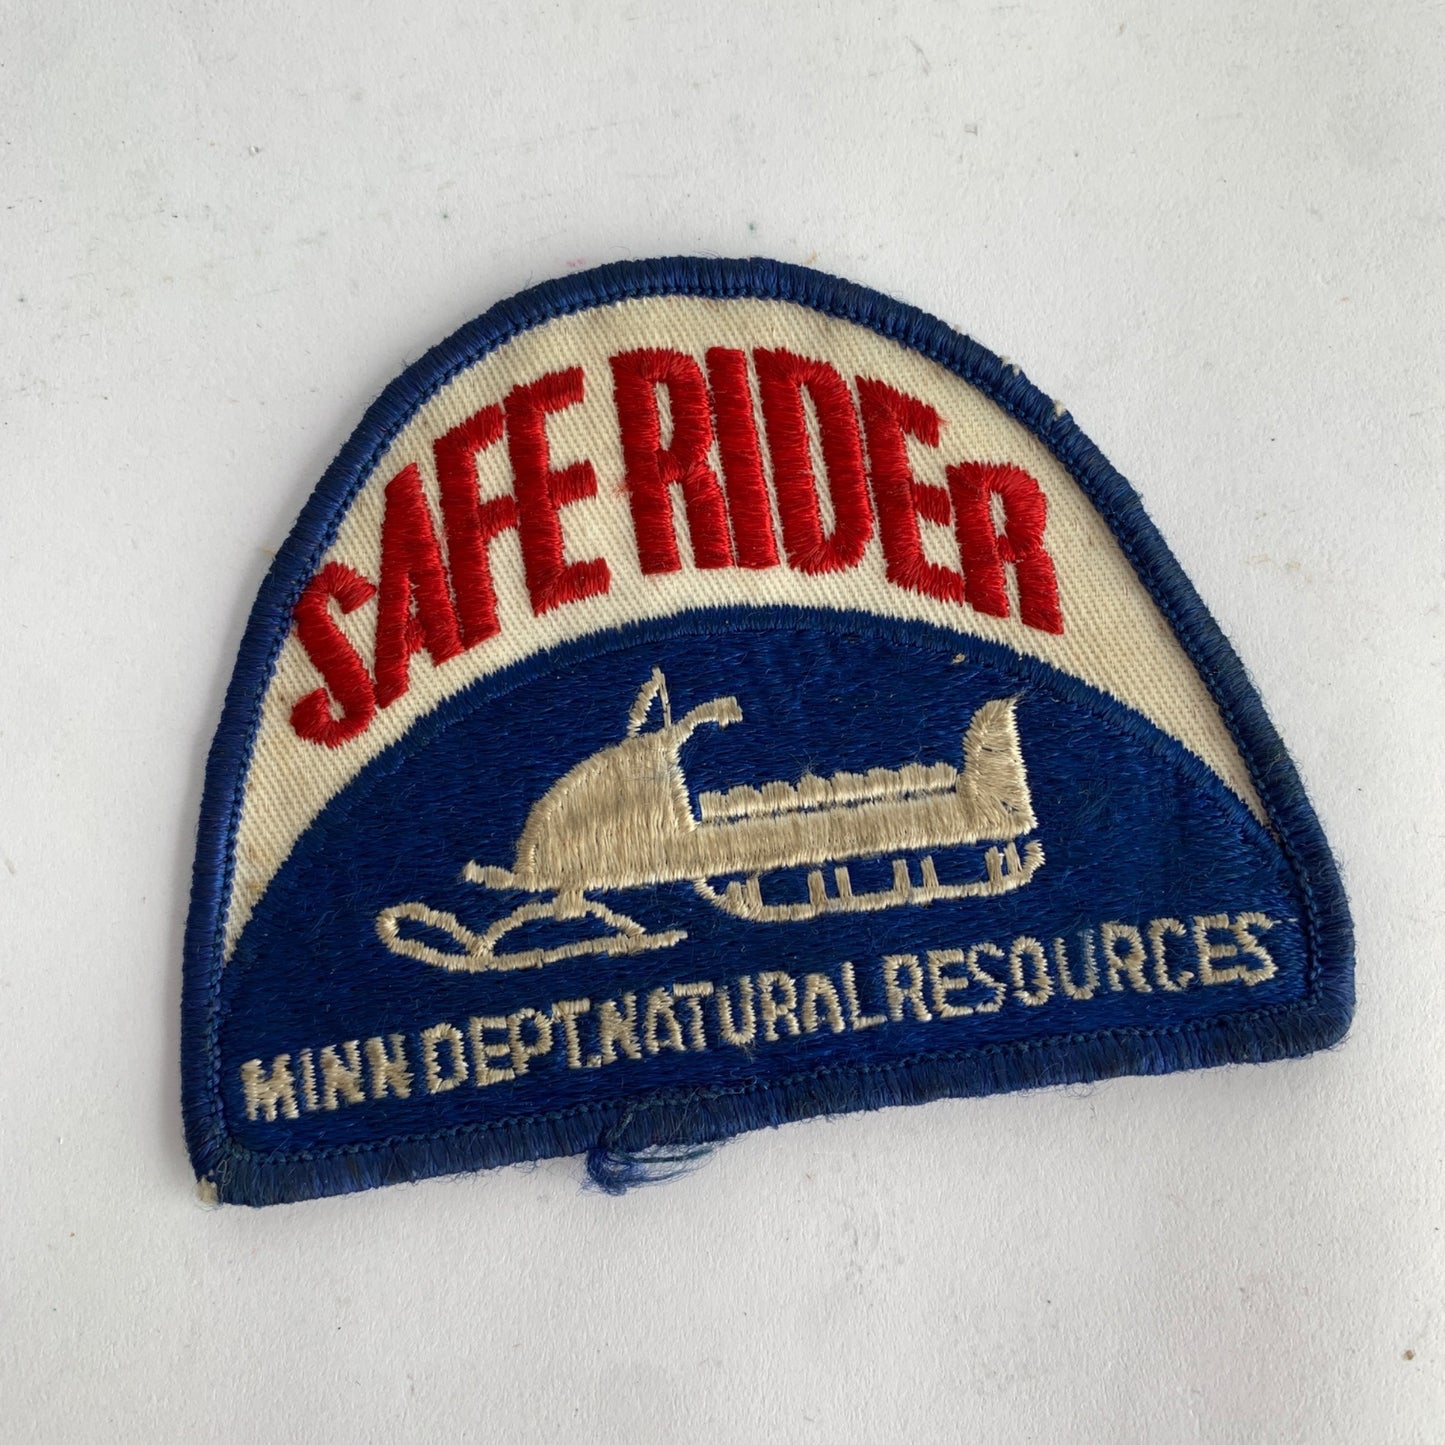 SAFE RIDER
MINN DEPT. NATURAL RESOURCES